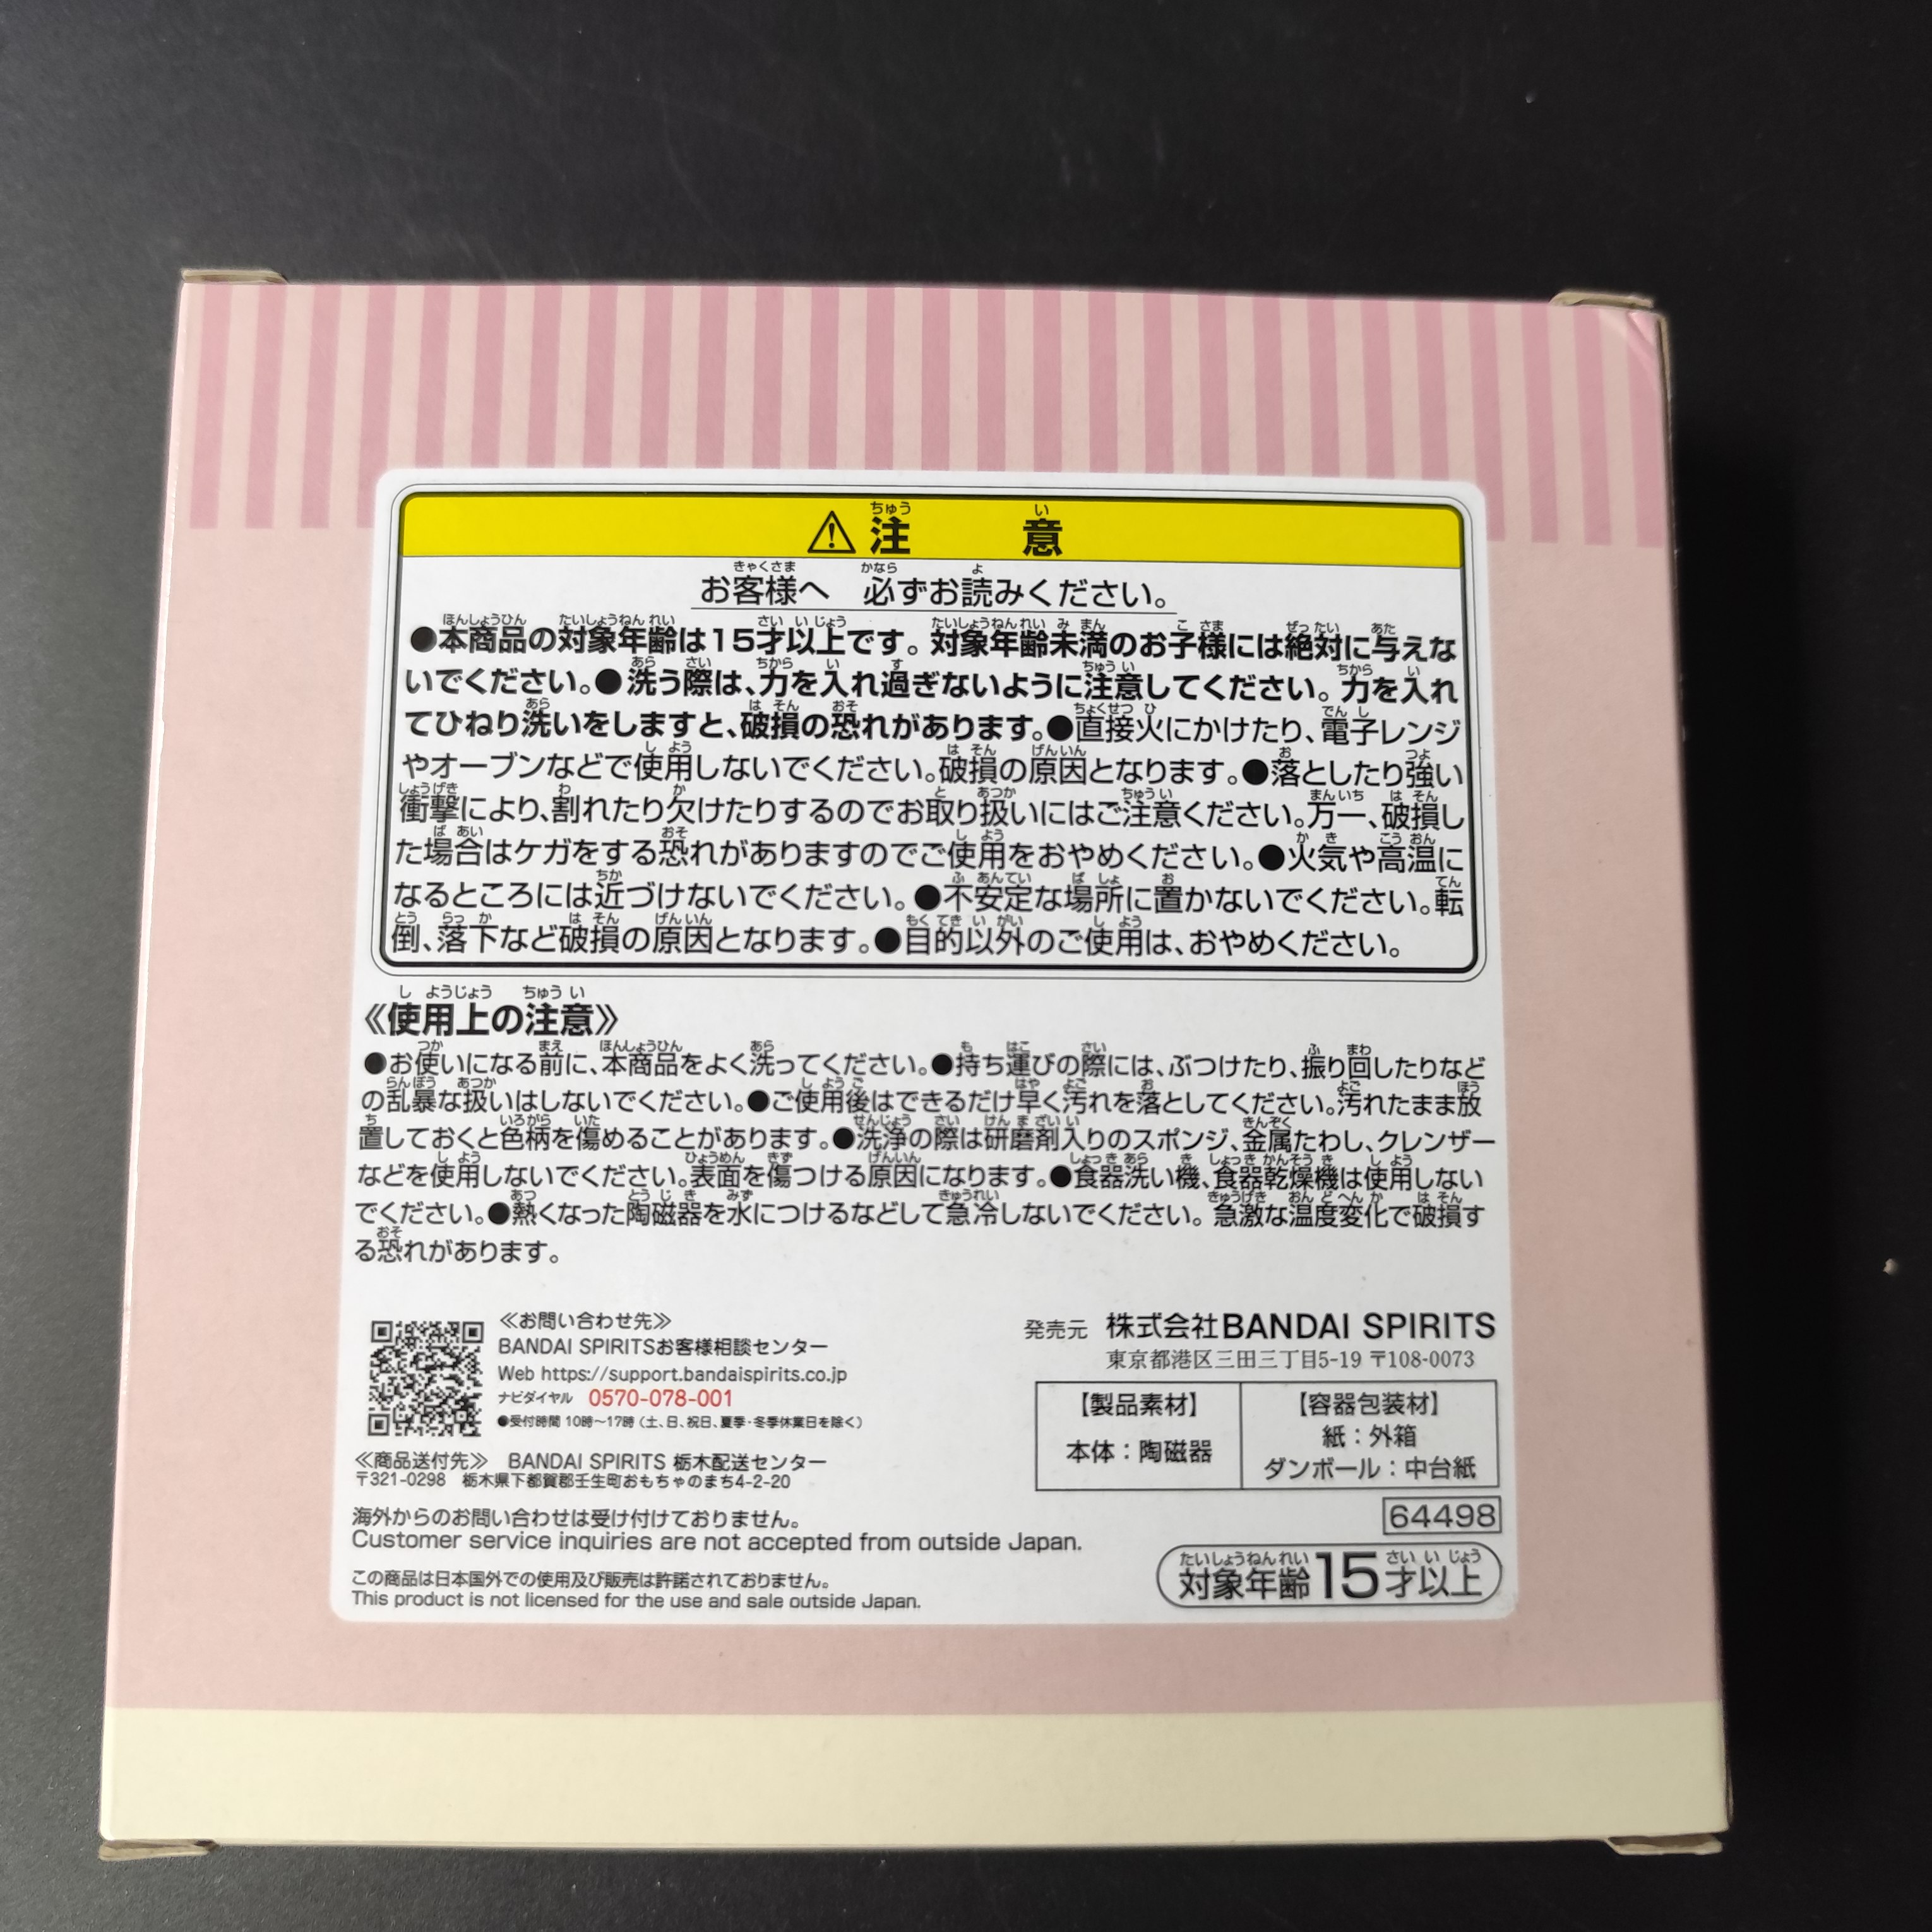 ⚠注意
お客様へ 必ずお読みください。
●本商品の対象年齢は15才以上です。対象年齢未満のお子様には絶対に与えな
いでください。●洗う際は、力を入れ過ぎないように注意してください。力を入れ
てひねり洗いをしますと、破損の恐れがあります。●直接火にかけたり、電子レンジ
やオーブンなどで使用しないでください。破損の原因となります。●落としたり強い
衝撃により、割れたり欠けたりするのでお取り扱いにはご注意ください。万一、破損し
た場合はケガをする恐れがありますのでご使用をおやめください。●火気や高温に
なるところには近づけないでください。●不安定な場所に置かないでください。転
倒、落下など破損の原因となります。●目的以外のご使用は、おやめください。
《使用上の注意》
●お使いになる前に、本商品をよく洗ってください。●持ち運びの際には、ぶつけたり、振り回したりなど
の乱暴な扱いはしないでください。●ご使用後はできるだけ早く汚れを落としてください。汚れたまま放
置しておくと色柄を傷めることがあります。●洗浄の際は研磨剤入りのスポンジ、金属たわし、クレンザー
などを使用しないでください。表面を傷つける原因になります。●食器洗い機、食器乾燥機は使用しない
でください。●熱くなった陶磁器を水につけるなどして急冷しないでください。急激な温度変化で破損す
る恐れがあります。
≪お問い合わせ先≫
BANDAI SPIRITSお客様相談センター
Web https://support.bandaispirits.co.jp
ナビダイヤル 0570-078-001
●受付時間 10時〜17時（土、日、祝日、夏季・冬季休業日を除く）
≪商品送付先≫ BANDAI SPIRITS 栃木配送センター
〒321-0298 栃木県下都賀郡壬生町おもちゃのまち4-2-20
海外からのお問い合わせは受け付けておりません。
Customer service inquiries are not accepted from outside Japan.
この商品は日本国外での使用及び販売は許諾されておりません。
This product is not licensed for the use and sale outside Japan.
発売元 株式会社BANDAI SPIRITS
東京都港区三田三丁目5-19 〒108-0073
【製品素材】
本体：陶磁器
【容器包装材】
紙：外箱
ダンボール：中台紙
64498
対象年齢15才以上